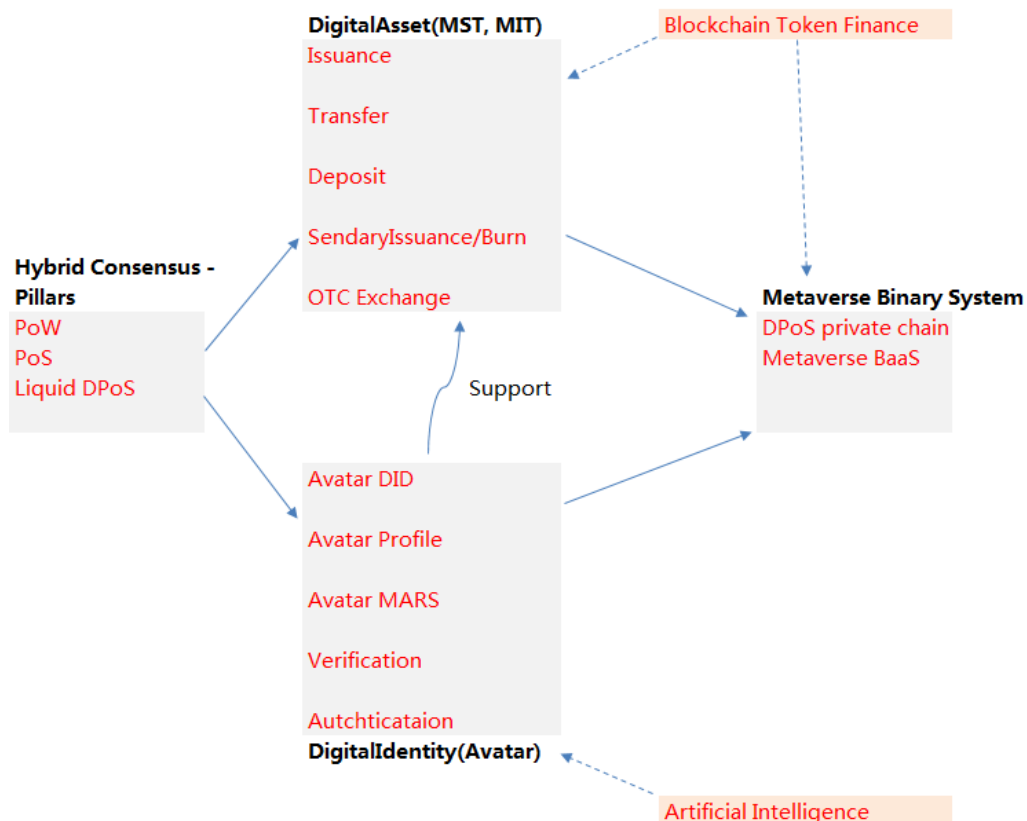 DigitalAsset(MST, MIT)
Issuance
Transfer
Deposit
SendaryIssuance/Burn
OTC Exchange
Blockchain Token Finance
Hybrid Consensus -
Pillars
PoW
PoS
Liquid DPoS
Support
Metaverse Binary System
DPoS private chain
Metaverse BaaS
Avatar DID
Avatar Profile
Avatar MARS
Verification
Autchticataion
DigitalIdentity(Avatar)
Artificial Intelligence